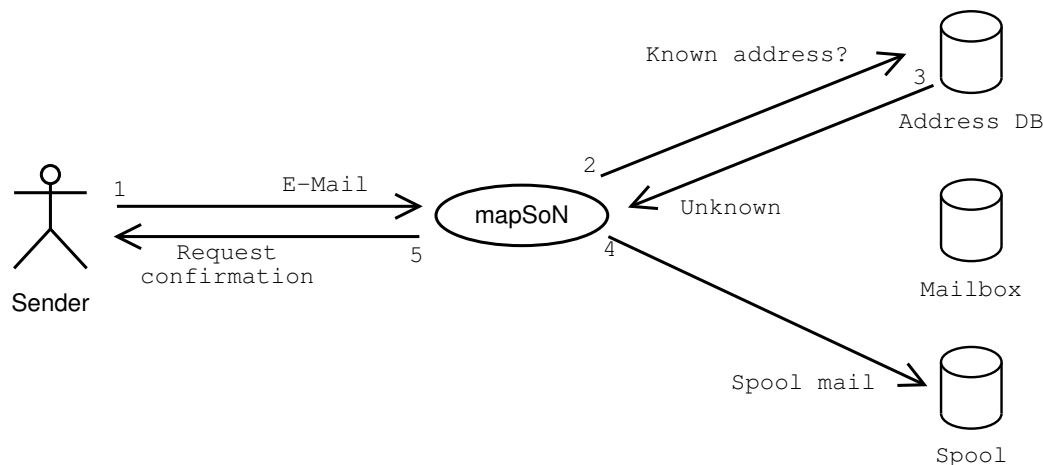 Known address?
3
Address DB
2
1
E-Mail
mapSoN
Unknown
Request
confirmation
5
4
Mailbox
Sender
Spool mail
Spool